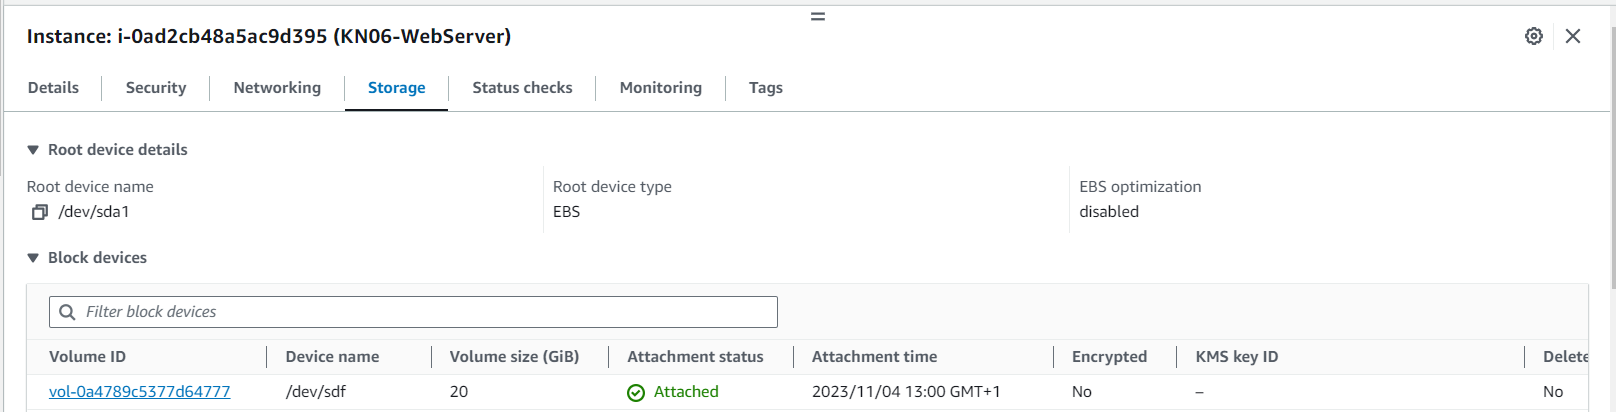 Instance: i-0ad2cb48a5ac9d395 (KN06-WebServer)
Details Security Networking Storage Status checks Monitoring Tags
Root device details
Root device name Root device type EBS optimization
/dev/sda1 EBS disabled
Block devices
Filter block devices
Volume ID Device name Volume size (GiB) Attachment status Attachment time Encrypted KMS key ID Delete
vol-0a4789c5377d64777 /dev/sdf 20 Attached 2023/11/04 13:00 GMT+1 No – No